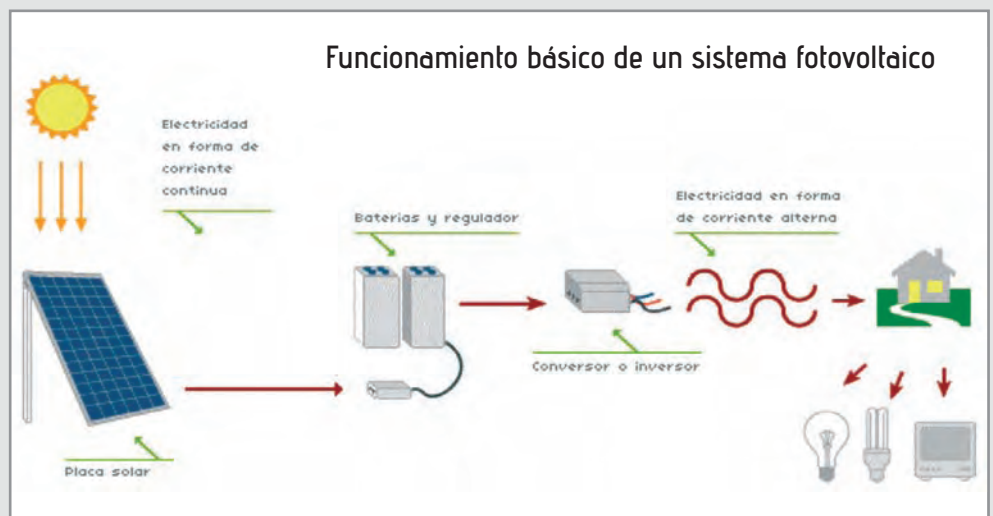 Funcionamiento básico de un sistema fotovoltaico
Electricidad
en forma de
corriente
continua
Baterias y regulador
Electricidad en forma
de corriente alterna
Conversor o inversor
Placa solar